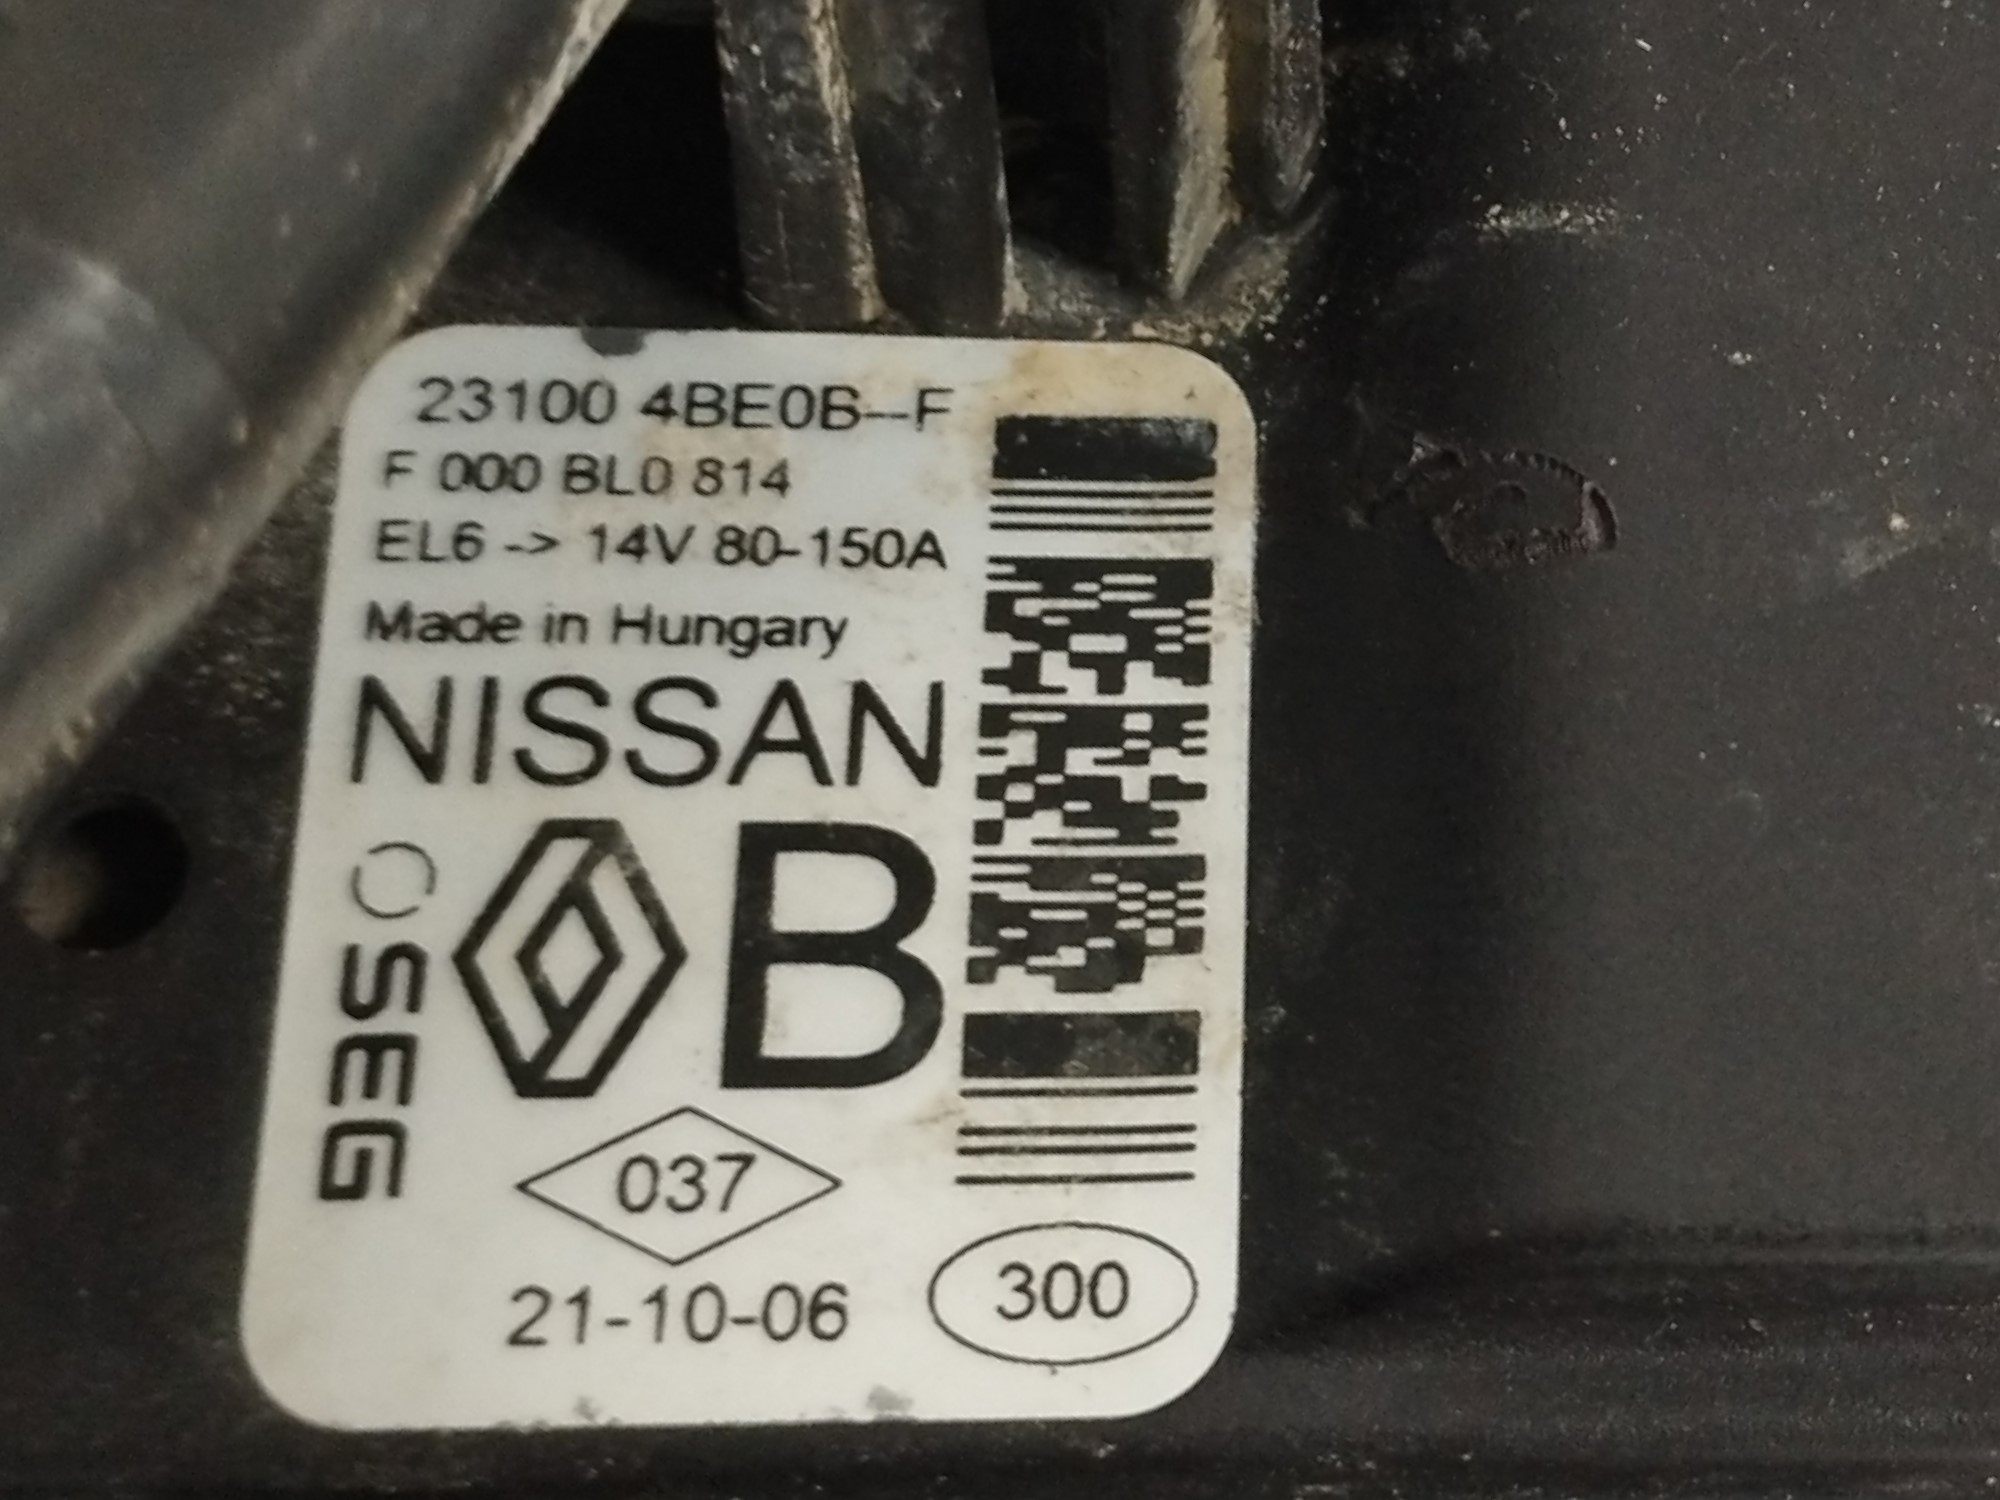 23100 4BE0B--F
F 000 BL0 814
EL6 -> 14V 80-150A
Made in Hungary
NISSAN
B
SEG
037
21-10-06
300